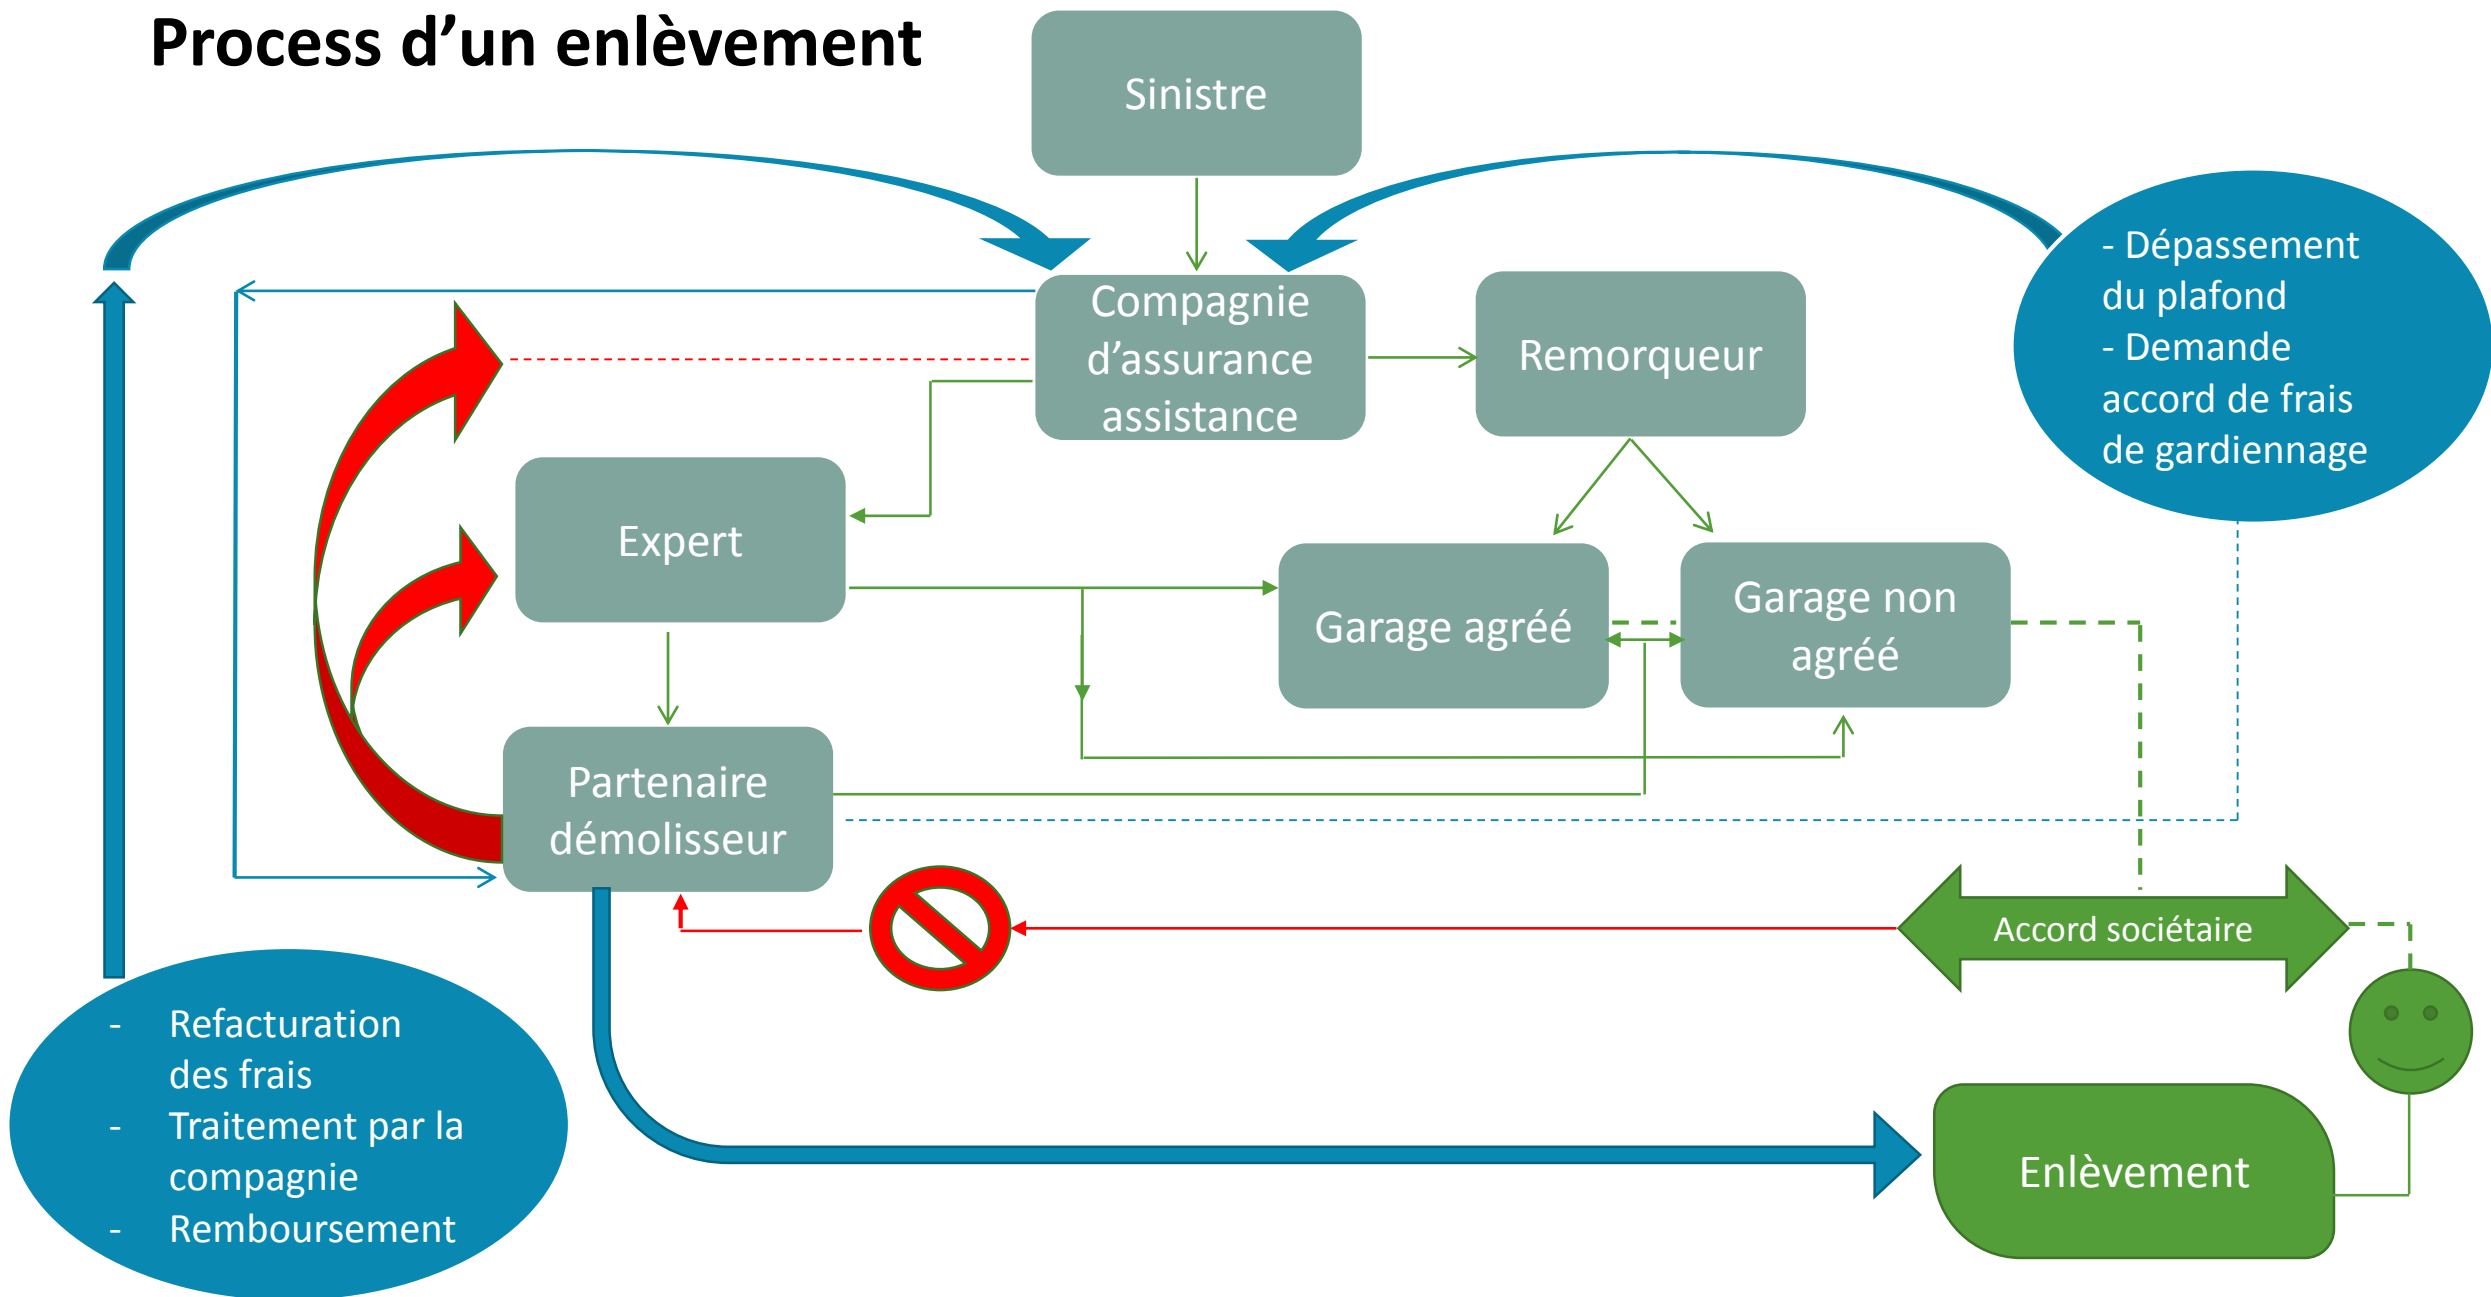 Process d’un enlèvement
Sinistre
Compagnie
d’assurance
assistance
Remorqueur
- Dépassement
du plafond
- Demande
accord de frais
de gardiennage
Expert
Garage agréé
Garage non
agréé
Partenaire
démolisseur
Accord sociétaire
- Refacturation
des frais
- Traitement par la
compagnie
- Remboursement
Enlèvement